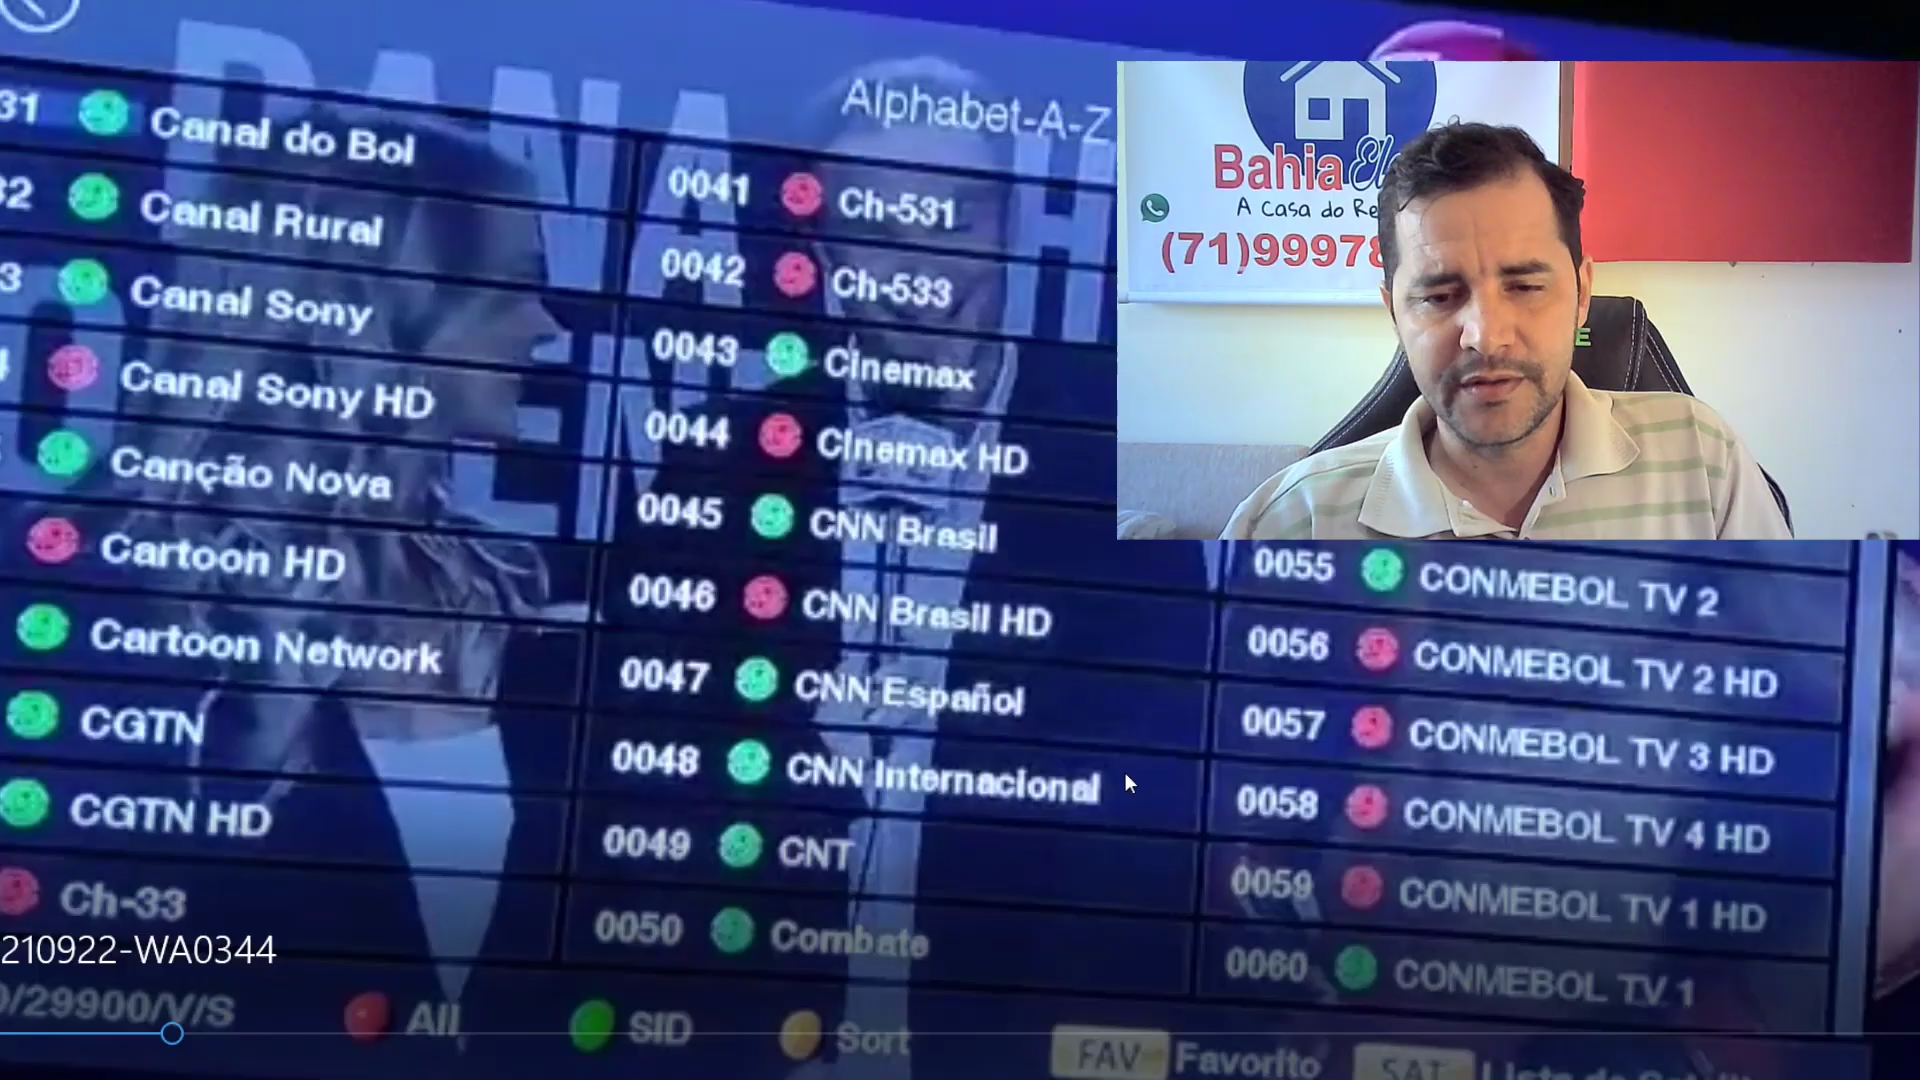 Alphabet-A-Z
31 Canal do Bol
32 Canal Rural
3 Canal Sony
Canal Sony HD
Canção Nova
Cartoon HD
Cartoon Network
CGTN
CGTN HD
Ch-33
0041 Ch-531
0042 Ch-533
0043 Cinemax
0044 Cinemax HD
0045 CNN Brasil
0046 CNN Brasil HD
0047 CNN Español
0048 CNN Internacional
0049 CNT
0050 Combate
0055 CONMEBOL TV 2
0056 CONMEBOL TV 2 HD
0057 CONMEBOL TV 3 HD
0058 CONMEBOL TV 4 HD
0059 CONMEBOL TV 1 HD
0060 CONMEBOL TV 1
Bahia
A Casa do
(71)9997
E
210922-WA0344
0/29900/V/S
All SID Sort FAV Favorito SAT